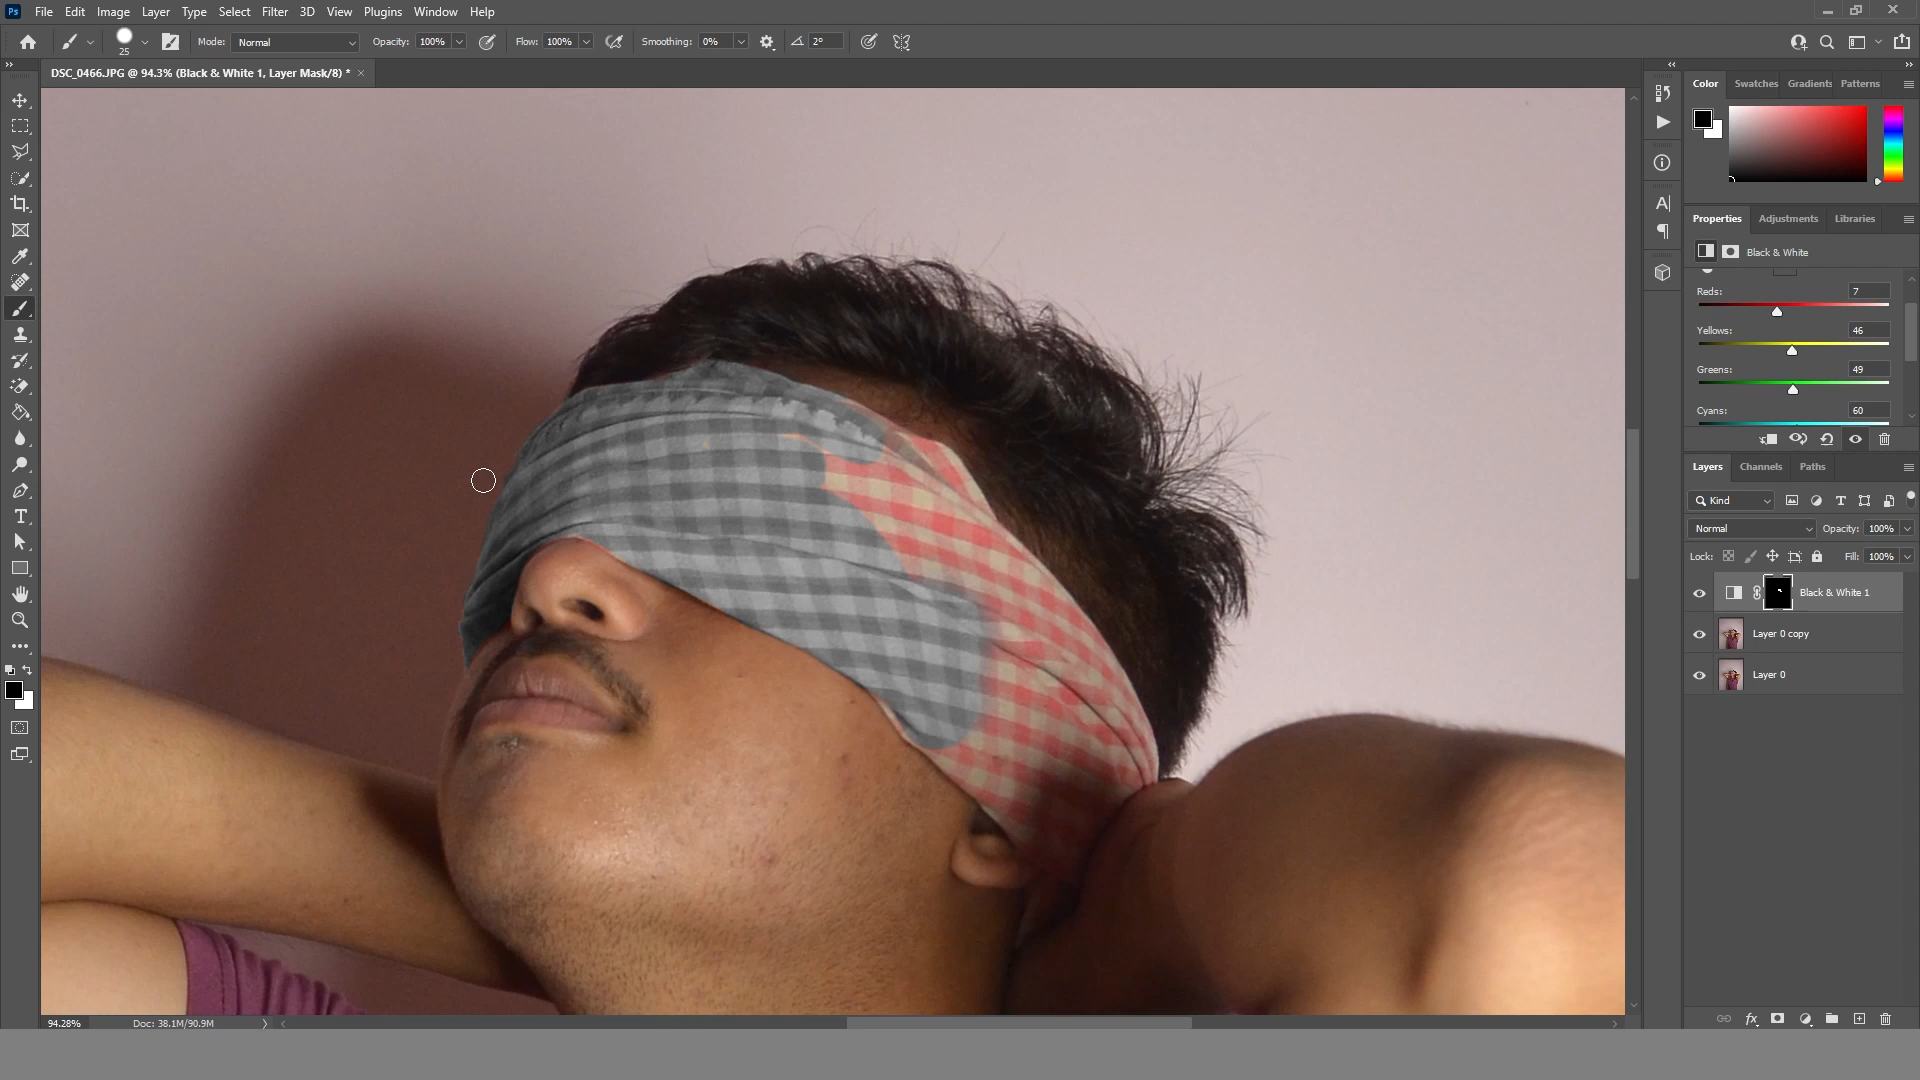 Ps File Edit Image Layer Type Select Filter 3D View Plugins Window Help
25 Mode: Normal Opacity: 100% Flow: 100% Smoothing: 0% 2°
DSC_0466.JPG @ 94.3% (Black & White 1, Layer Mask/8) * ×
Color Swatches Gradients Patterns
Properties Adjustments Libraries
Black & White
Reds: 7
Yellows: 46
Greens: 49
Cyans: 60
Layers Channels Paths
Kind
Normal Opacity: 100%
Lock: Fill: 100%
Black & White 1
Layer 0 copy
Layer 0
fx
94.28% Doc: 38.1M/90.9M